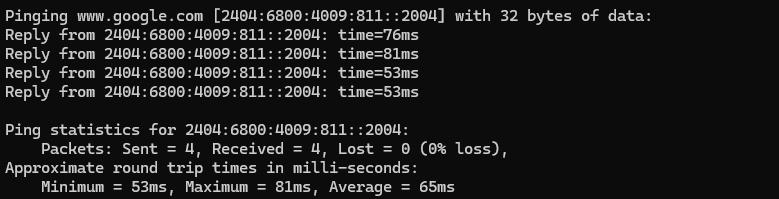 Pinging www.google.com [2404:6800:4009:811::2004] with 32 bytes of data:
Reply from 2404:6800:4009:811::2004: time=76ms
Reply from 2404:6800:4009:811::2004: time=81ms
Reply from 2404:6800:4009:811::2004: time=53ms
Reply from 2404:6800:4009:811::2004: time=53ms

Ping statistics for 2404:6800:4009:811::2004:
    Packets: Sent = 4, Received = 4, Lost = 0 (0% loss),
Approximate round trip times in milli-seconds:
    Minimum = 53ms, Maximum = 81ms, Average = 65ms